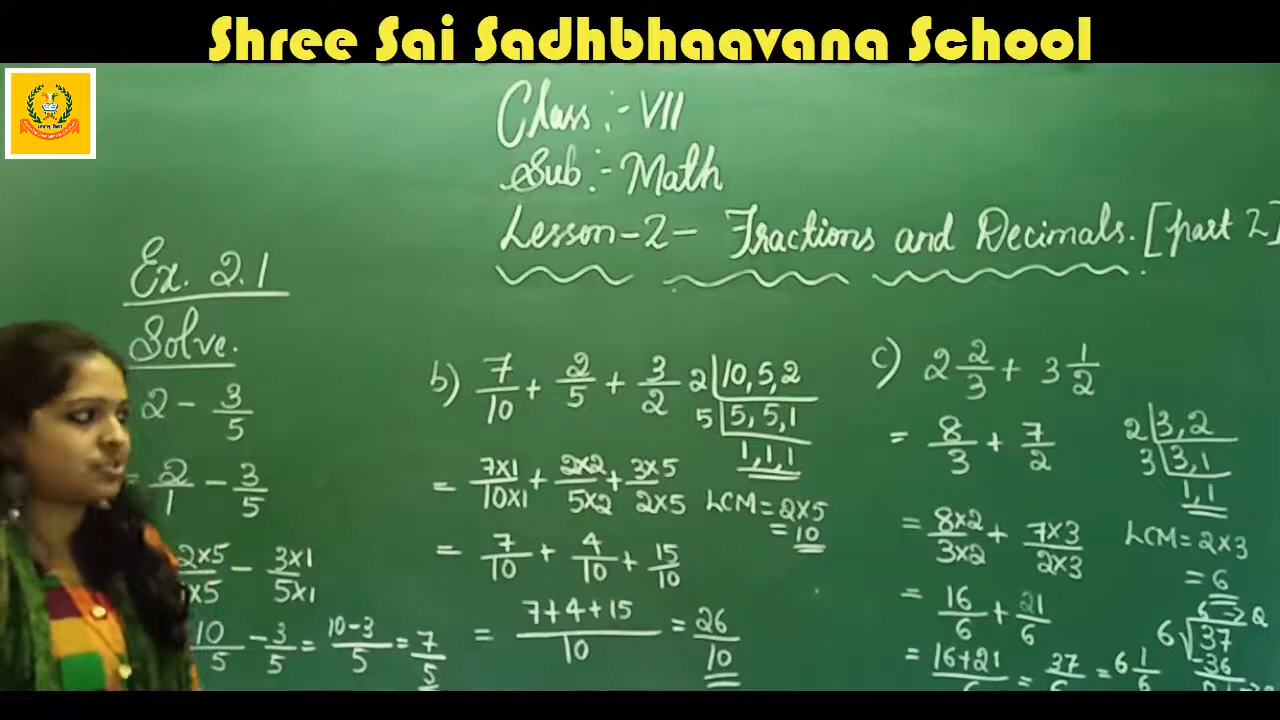 Shree Sai Sadhbhaavana School
Class :- VII
Sub :- Math
Lesson-2- Fractions and Decimals. [part 2]
Ex. 2.1
Solve.
2 - 3/5
= 2/1 - 3/5
2×5/×5 - 3×1/5×1
10/5 - 3/5 = 10-3/5 = 7/5
b) 7/10 + 2/5 + 3/2
2 | 10, 5, 2
5 | 5, 5, 1
1, 1, 1
LCM = 2×5
= 10
= 7×1/10×1 + 2×2/5×2 + 3×5/2×5
= 7/10 + 4/10 + 15/10
= 7+4+15/10 = 26/10
c) 2 2/3 + 3 1/2
= 8/3 + 7/2
2 | 3, 2
3 | 3, 1
1, 1
LCM = 2×3
= 6
= 8×2/3×2 + 7×3/2×3
= 16/6 + 21/6
= 16+21/6 = 37/6 = 6 1/6
6 → Q
6 √37
-36